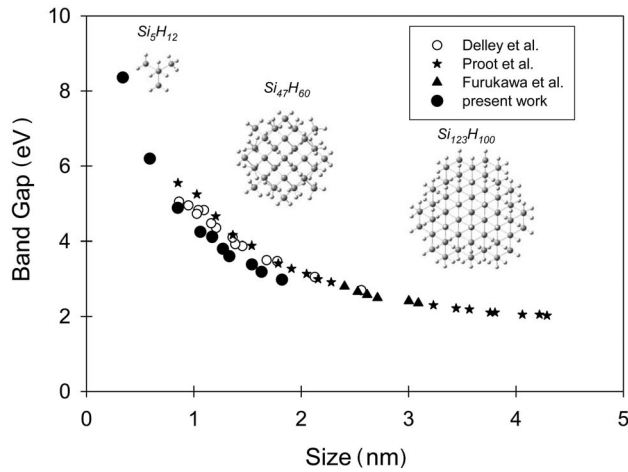 Si5H12
Si47H60
Si123H100
Delley et al.
Proot et al.
Furukawa et al.
present work
Band Gap (eV)
10
8
6
4
2
0
0 1 2 3 4 5
Size (nm)